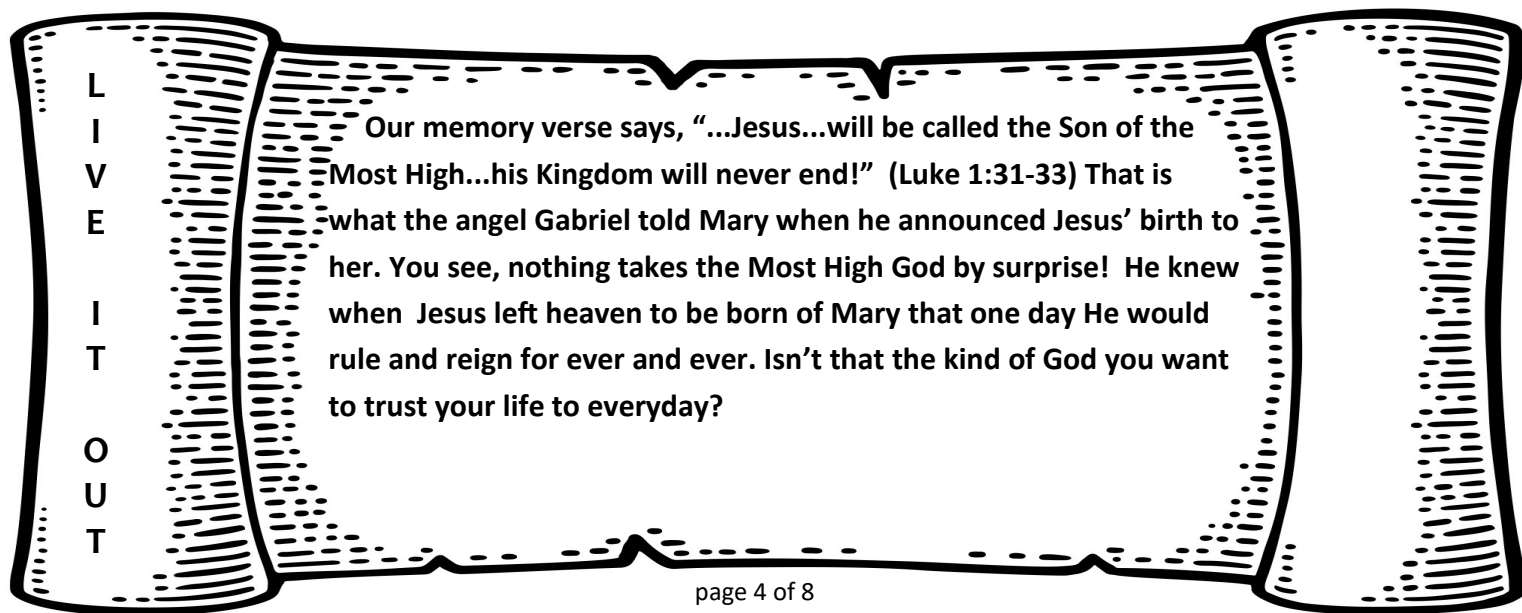 LIVE IT OUT
Our memory verse says, “...Jesus...will be called the Son of the
Most High...his Kingdom will never end!”  (Luke 1:31-33) That is
what the angel Gabriel told Mary when he announced Jesus’ birth to
her. You see, nothing takes the Most High God by surprise!  He knew
when  Jesus left heaven to be born of Mary that one day He would
rule and reign for ever and ever. Isn’t that the kind of God you want
to trust your life to everyday?
page 4 of 8